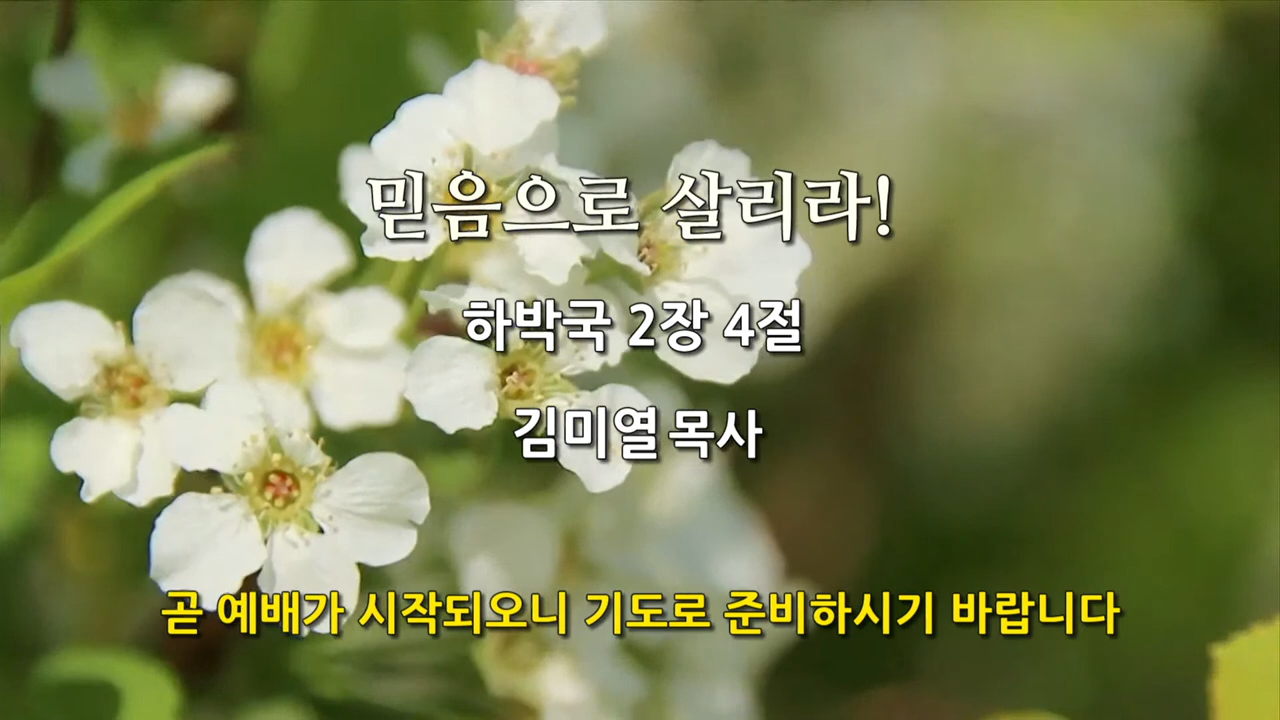 믿음으로 살리라!
하박국 2장 4절
김미열 목사
곧 예배가 시작되오니 기도로 준비하시기 바랍니다